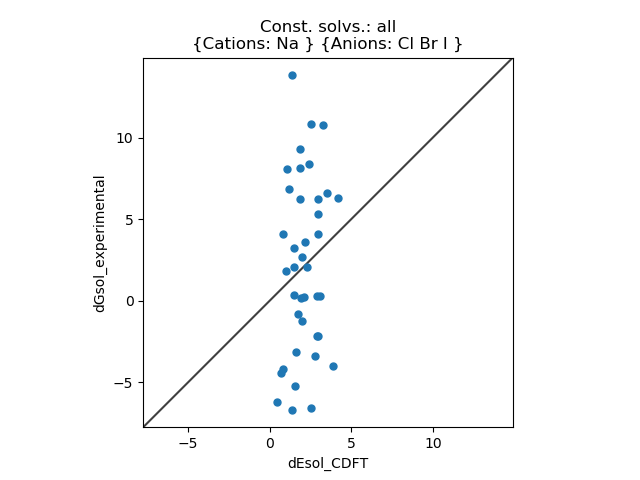 Const. solvs.: all
{Cations: Na } {Anions: Cl Br I }
dGsol_experimental
10
5
0
−5
−5
0
5
10
dEsol_CDFT